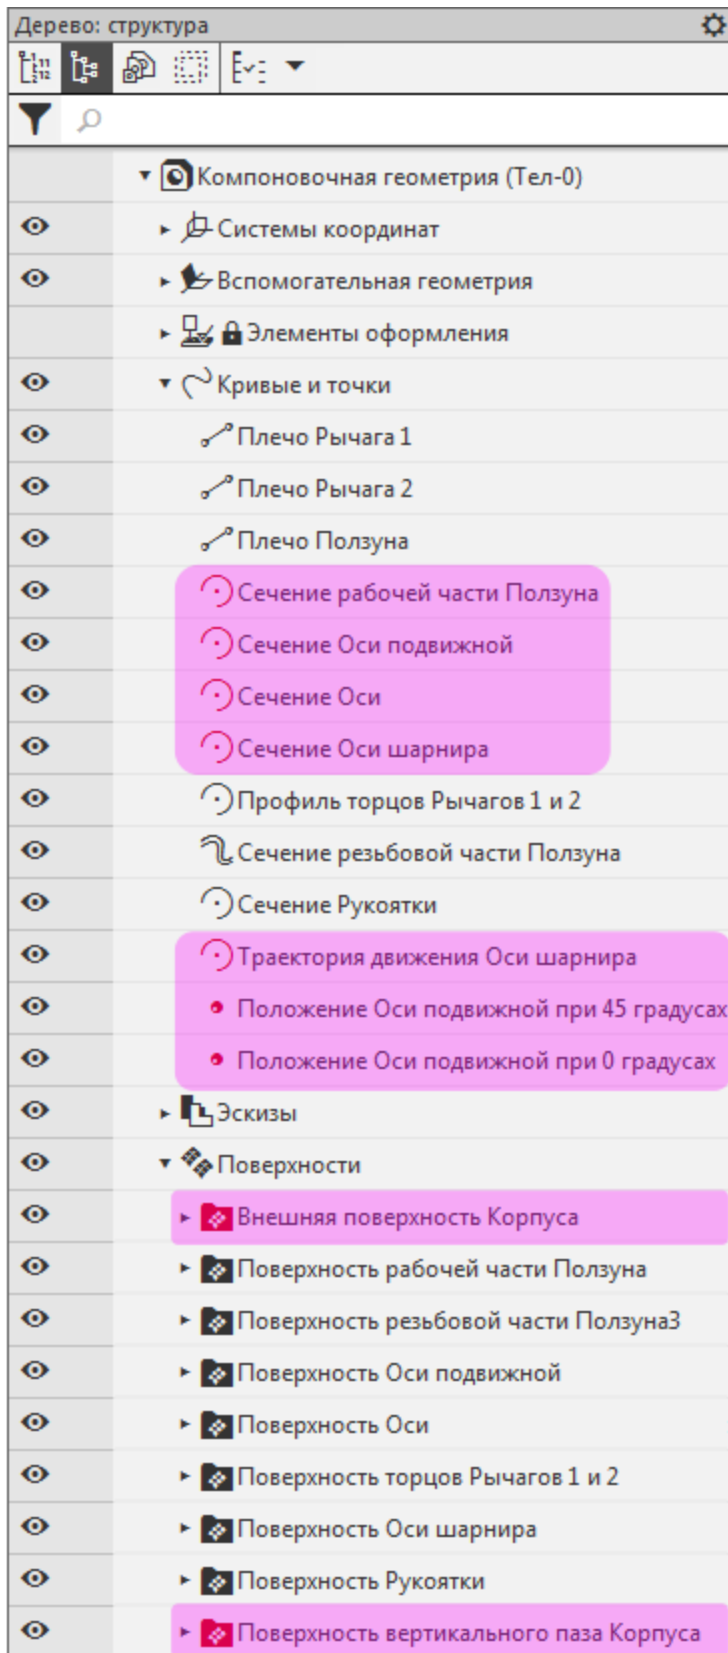 Дерево: структура
Компоновочная геометрия (Тел-0)
Системы координат
Вспомогательная геометрия
Элементы оформления
Кривые и точки
Плечо Рычага 1
Плечо Рычага 2
Плечо Ползуна
Сечение рабочей части Ползуна
Сечение Оси подвижной
Сечение Оси
Сечение Оси шарнира
Профиль торцов Рычагов 1 и 2
Сечение резьбовой части Ползуна
Сечение Рукоятки
Траектория движения Оси шарнира
Положение Оси подвижной при 45 градусах
Положение Оси подвижной при 0 градусах
Эскизы
Поверхности
Внешняя поверхность Корпуса
Поверхность рабочей части Ползуна
Поверхность резьбовой части Ползуна3
Поверхность Оси подвижной
Поверхность Оси
Поверхность торцов Рычагов 1 и 2
Поверхность Оси шарнира
Поверхность Рукоятки
Поверхность вертикального паза Корпуса